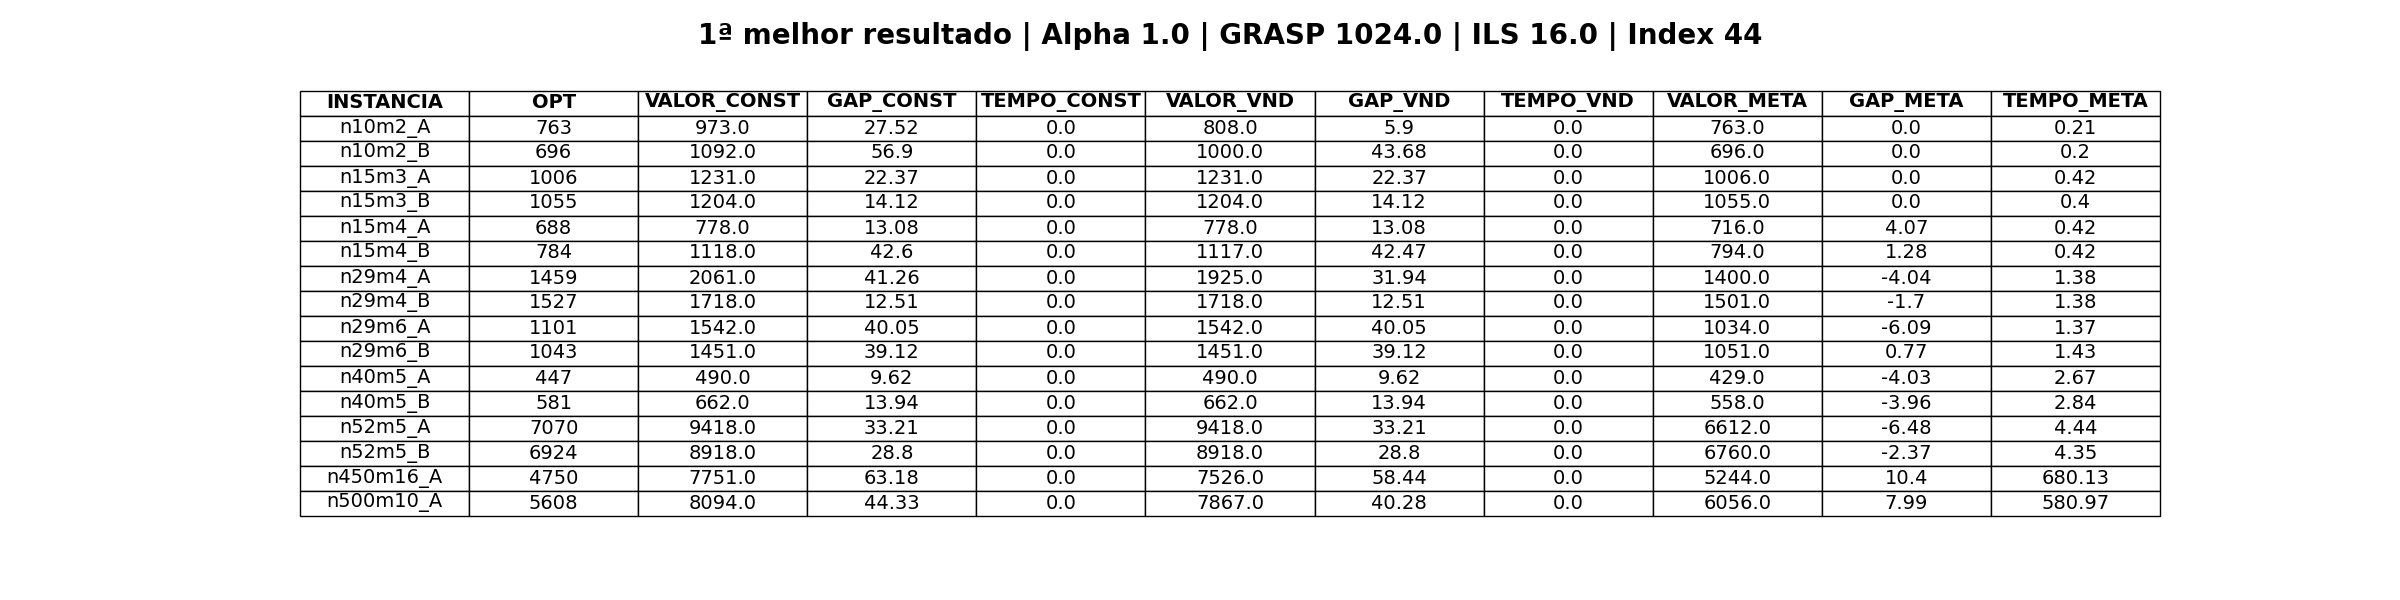 1ª melhor resultado | Alpha 1.0 | GRASP 1024.0 | ILS 16.0 | Index 44
INSTANCIA OPT VALOR_CONST GAP_CONST TEMPO_CONST VALOR_VND GAP_VND TEMPO_VND VALOR_META GAP_META TEMPO_META
n10m2_A 763 973.0 27.52 0.0 808.0 5.9 0.0 763.0 0.0 0.21
n10m2_B 696 1092.0 56.9 0.0 1000.0 43.68 0.0 696.0 0.0 0.2
n15m3_A 1006 1231.0 22.37 0.0 1231.0 22.37 0.0 1006.0 0.0 0.42
n15m3_B 1055 1204.0 14.12 0.0 1204.0 14.12 0.0 1055.0 0.0 0.4
n15m4_A 688 778.0 13.08 0.0 778.0 13.08 0.0 716.0 4.07 0.42
n15m4_B 784 1118.0 42.6 0.0 1117.0 42.47 0.0 794.0 1.28 0.42
n29m4_A 1459 2061.0 41.26 0.0 1925.0 31.94 0.0 1400.0 -4.04 1.38
n29m4_B 1527 1718.0 12.51 0.0 1718.0 12.51 0.0 1501.0 -1.7 1.38
n29m6_A 1101 1542.0 40.05 0.0 1542.0 40.05 0.0 1034.0 -6.09 1.37
n29m6_B 1043 1451.0 39.12 0.0 1451.0 39.12 0.0 1051.0 0.77 1.43
n40m5_A 447 490.0 9.62 0.0 490.0 9.62 0.0 429.0 -4.03 2.67
n40m5_B 581 662.0 13.94 0.0 662.0 13.94 0.0 558.0 -3.96 2.84
n52m5_A 7070 9418.0 33.21 0.0 9418.0 33.21 0.0 6612.0 -6.48 4.44
n52m5_B 6924 8918.0 28.8 0.0 8918.0 28.8 0.0 6760.0 -2.37 4.35
n450m16_A 4750 7751.0 63.18 0.0 7526.0 58.44 0.0 5244.0 10.4 680.13
n500m10_A 5608 8094.0 44.33 0.0 7867.0 40.28 0.0 6056.0 7.99 580.97